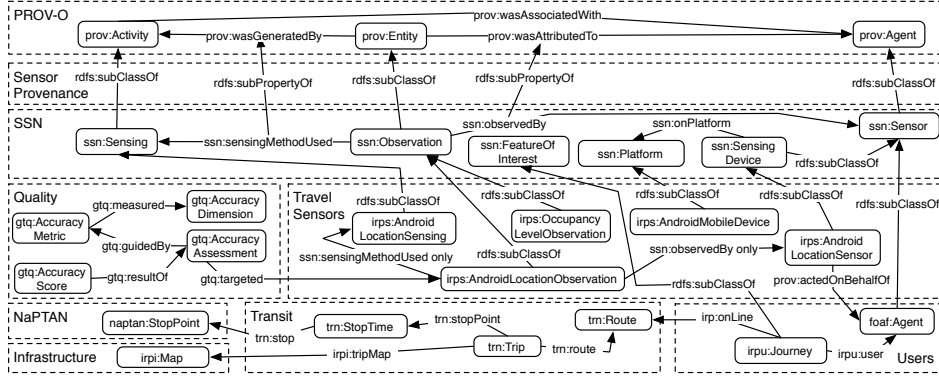 PROV-O
prov:wasAssociatedWith
prov:Activity
prov:wasGeneratedBy
prov:Entity
prov:wasAttributedTo
prov:Agent
Sensor
Provenance
rdfs:subClassOf
rdfs:subPropertyOf
rdfs:subClassOf
rdfs:subPropertyOf
rdfs:subClassOf
SSN
ssn:Sensing
ssn:sensingMethodUsed
ssn:Observation
ssn:observedBy
ssn:FeatureOf
Interest
ssn:onPlatform
ssn:Platform
ssn:Sensing
Device
ssn:Sensor
rdfs:subClassOf
Quality
gtq:Accuracy
Metric
gtq:measured
gtq:Accuracy
Dimension
gtq:guidedBy
gtq:Accuracy
Assessment
gtq:Accuracy
Score
gtq:resultOf
gtq:targeted
Travel
Sensors
rdfs:subClassOf
irps:Android
LocationSensing
ssn:sensingMethodUsed only
rdfs:subClassOf
irps:Occupancy
LevelObservation
rdfs:subClassOf
irps:AndroidLocationObservation
rdfs:subClassOf
irps:AndroidMobileDevice
ssn:observedBy only
rdfs:subClassOf
irps:Android
LocationSensor
prov:actedOnBehalfOf
rdfs:subClassOf
rdfs:subClassOf
NaPTAN
naptan:StopPoint
Infrastructure
irpi:Map
Transit
trn:stop
trn:StopTime
trn:stopPoint
irpi:tripMap
trn:Trip
trn:route
trn:Route
irp:onLine
foaf:Agent
irpu:Journey
irpu:user
Users